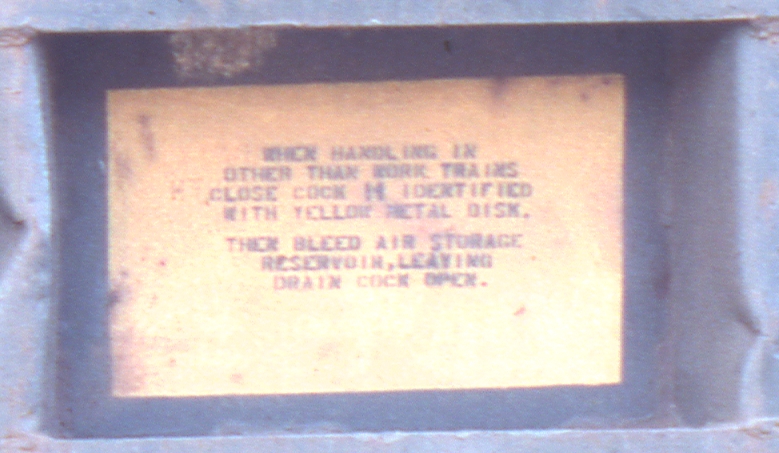 WHEN HANDLING IN
OTHER THAN WORK TRAINS
CLOSE COCK IDENTIFIED
WITH YELLOW METAL DISK.
THEN BLEED AIR STORAGE
RESERVOIR, LEAVING
DRAIN COCK OPEN.